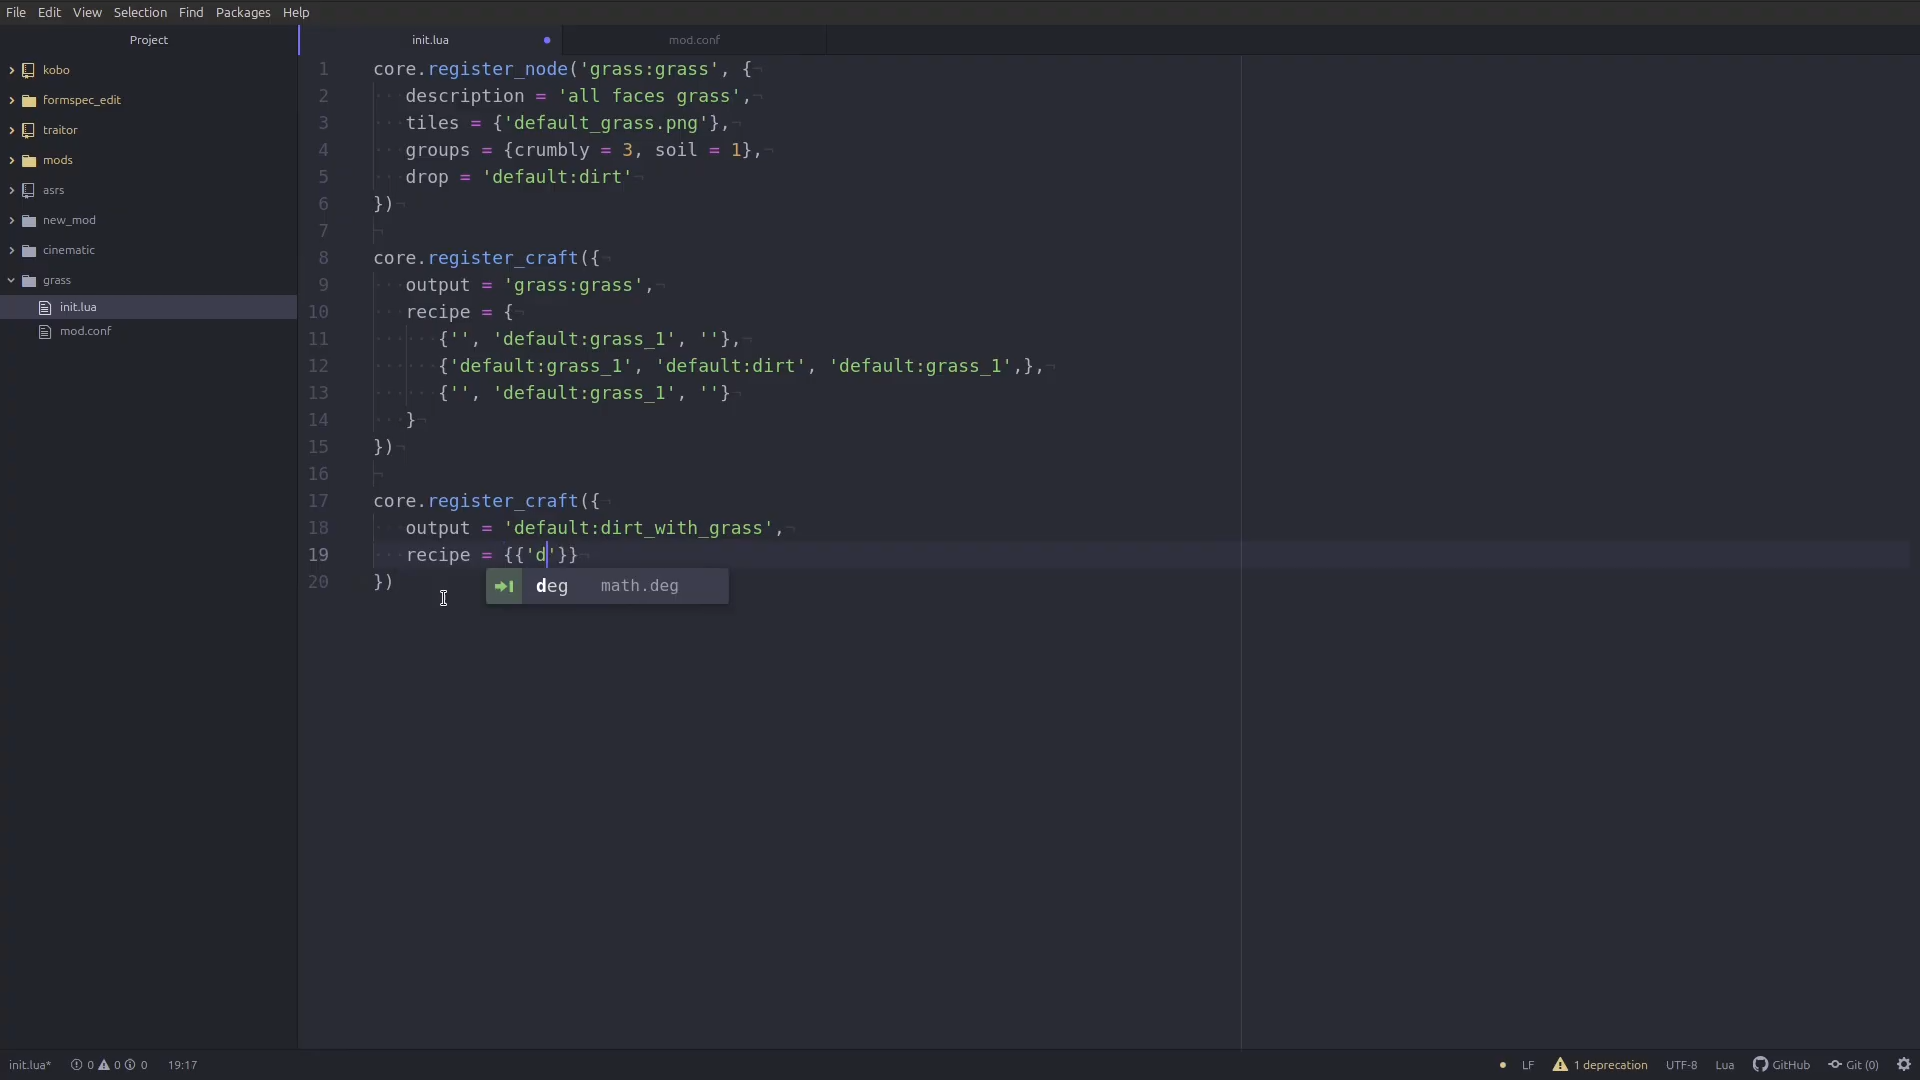 File Edit View Selection Find Packages Help
Project
init.lua
mod.conf
kobo
formspec_edit
traitor
mods
asrs
new_mod
cinematic
grass
init.lua
mod.conf
1 core.register_node('grass:grass', {
2 description = 'all faces grass',
3 tiles = {'default_grass.png'},
4 groups = {crumbly = 3, soil = 1},
5 drop = 'default:dirt'
6 })
7
8 core.register_craft({
9 output = 'grass:grass',
10 recipe = {
11 {'', 'default:grass_1', ''},
12 {'default:grass_1', 'default:dirt', 'default:grass_1',},
13 {'', 'default:grass_1', ''}
14 }
15 })
16
17 core.register_craft({
18 output = 'default:dirt_with_grass',
19 recipe = {{'d'}}
20 })
deg math.deg
init.lua* 0 0 0 19:17 LF 1 deprecation UTF-8 Lua GitHub Git (0)